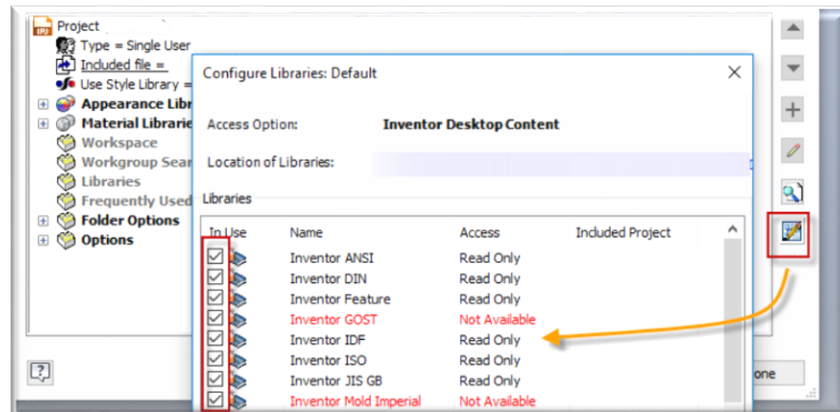 Project
Type = Single User
Included file =
Use Style Library =
Appearance Libr
Material Librarie
Workspace
Workgroup Sear
Libraries
Frequently Used
Folder Options
Options
Configure Libraries: Default
Access Option: Inventor Desktop Content
Location of Libraries:
Libraries
In Use Name Access Included Project
Inventor ANSI Read Only
Inventor DIN Read Only
Inventor Feature Read Only
Inventor GOST Not Available
Inventor IDF Read Only
Inventor ISO Read Only
Inventor JIS GB Read Only
Inventor Mold Imperial Not Available
one